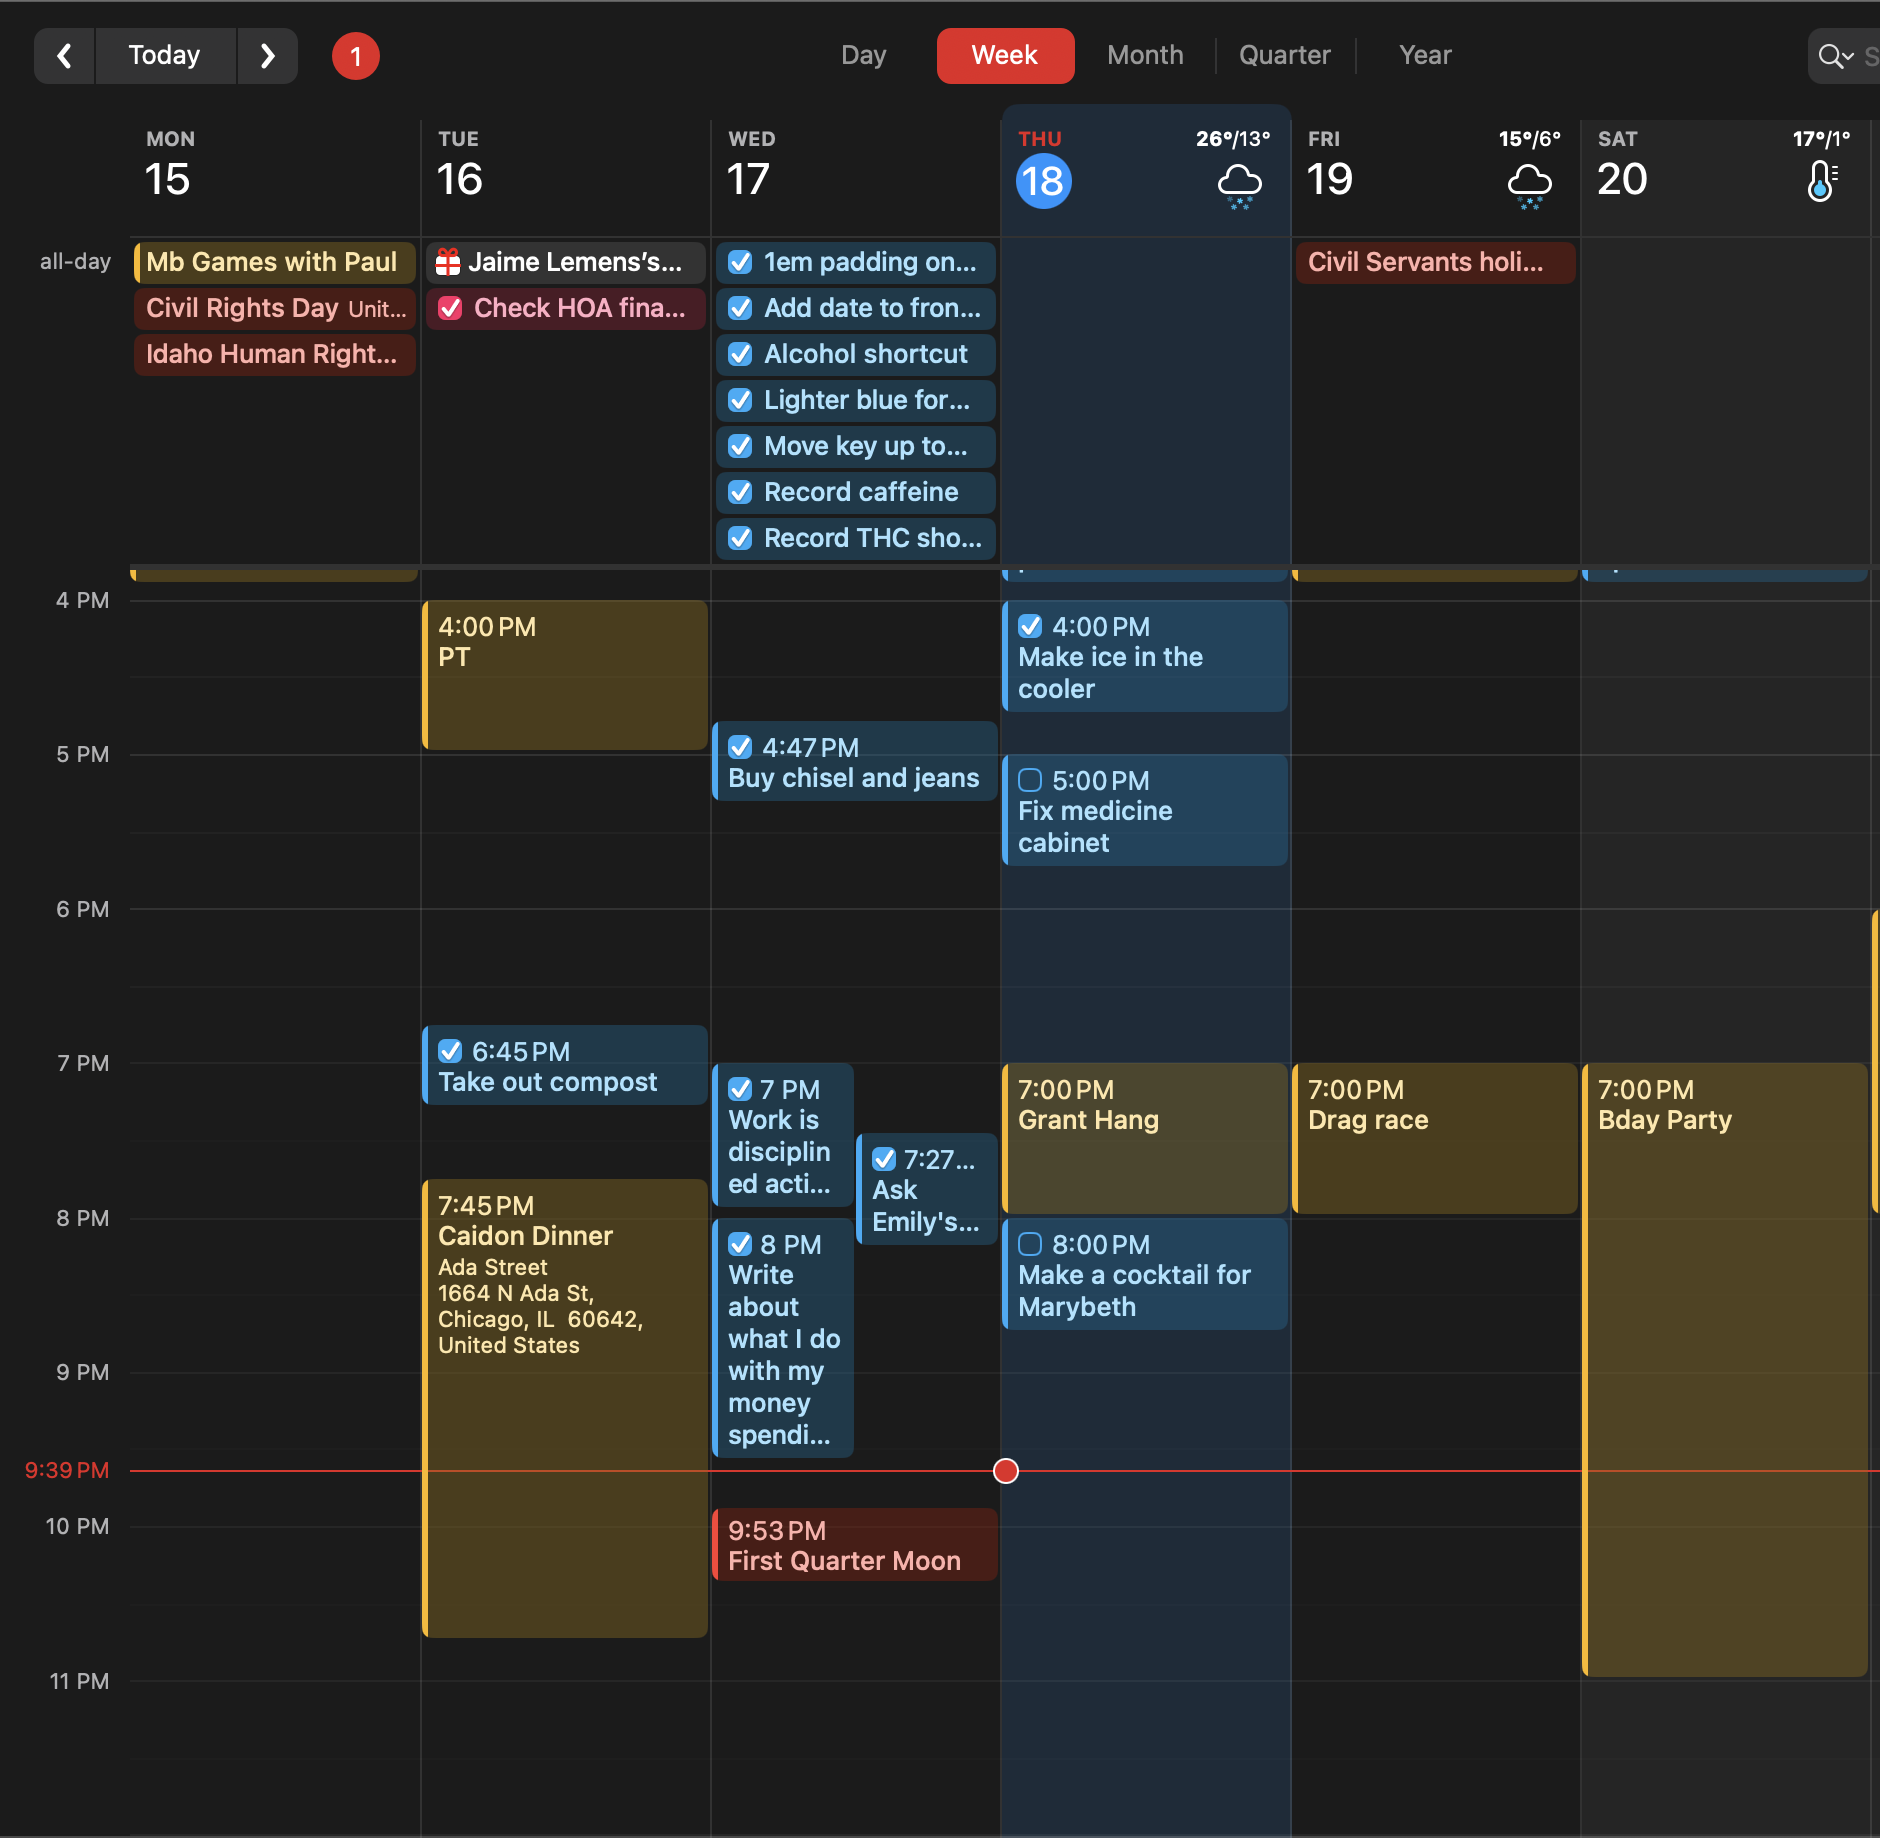 Today
1
Day
Week
Month
Quarter
Year
MON
15
TUE
16
WED
17
THU
18
26°/13°
FRI
19
15°/6°
SAT
20
17°/1°
all-day
Mb Games with Paul
Civil Rights Day Unit...
Idaho Human Right...
Jaime Lemens’s...
Check HOA fina...
1em padding on...
Add date to fron...
Alcohol shortcut
Lighter blue for...
Move key up to...
Record caffeine
Record THC sho...
Civil Servants holi...
4 PM
5 PM
6 PM
7 PM
8 PM
9 PM
9:39 PM
10 PM
11 PM
4:00 PM
PT
6:45 PM
Take out compost
7:45 PM
Caidon Dinner
Ada Street
1664 N Ada St,
Chicago, IL  60642,
United States
4:47 PM
Buy chisel and jeans
7 PM
Work is
disciplin
ed acti...
7:27...
Ask
Emily's...
8 PM
Write
about
what I do
with my
money
spendi...
9:53 PM
First Quarter Moon
4:00 PM
Make ice in the
cooler
5:00 PM
Fix medicine
cabinet
7:00 PM
Grant Hang
8:00 PM
Make a cocktail for
Marybeth
7:00 PM
Drag race
7:00 PM
Bday Party